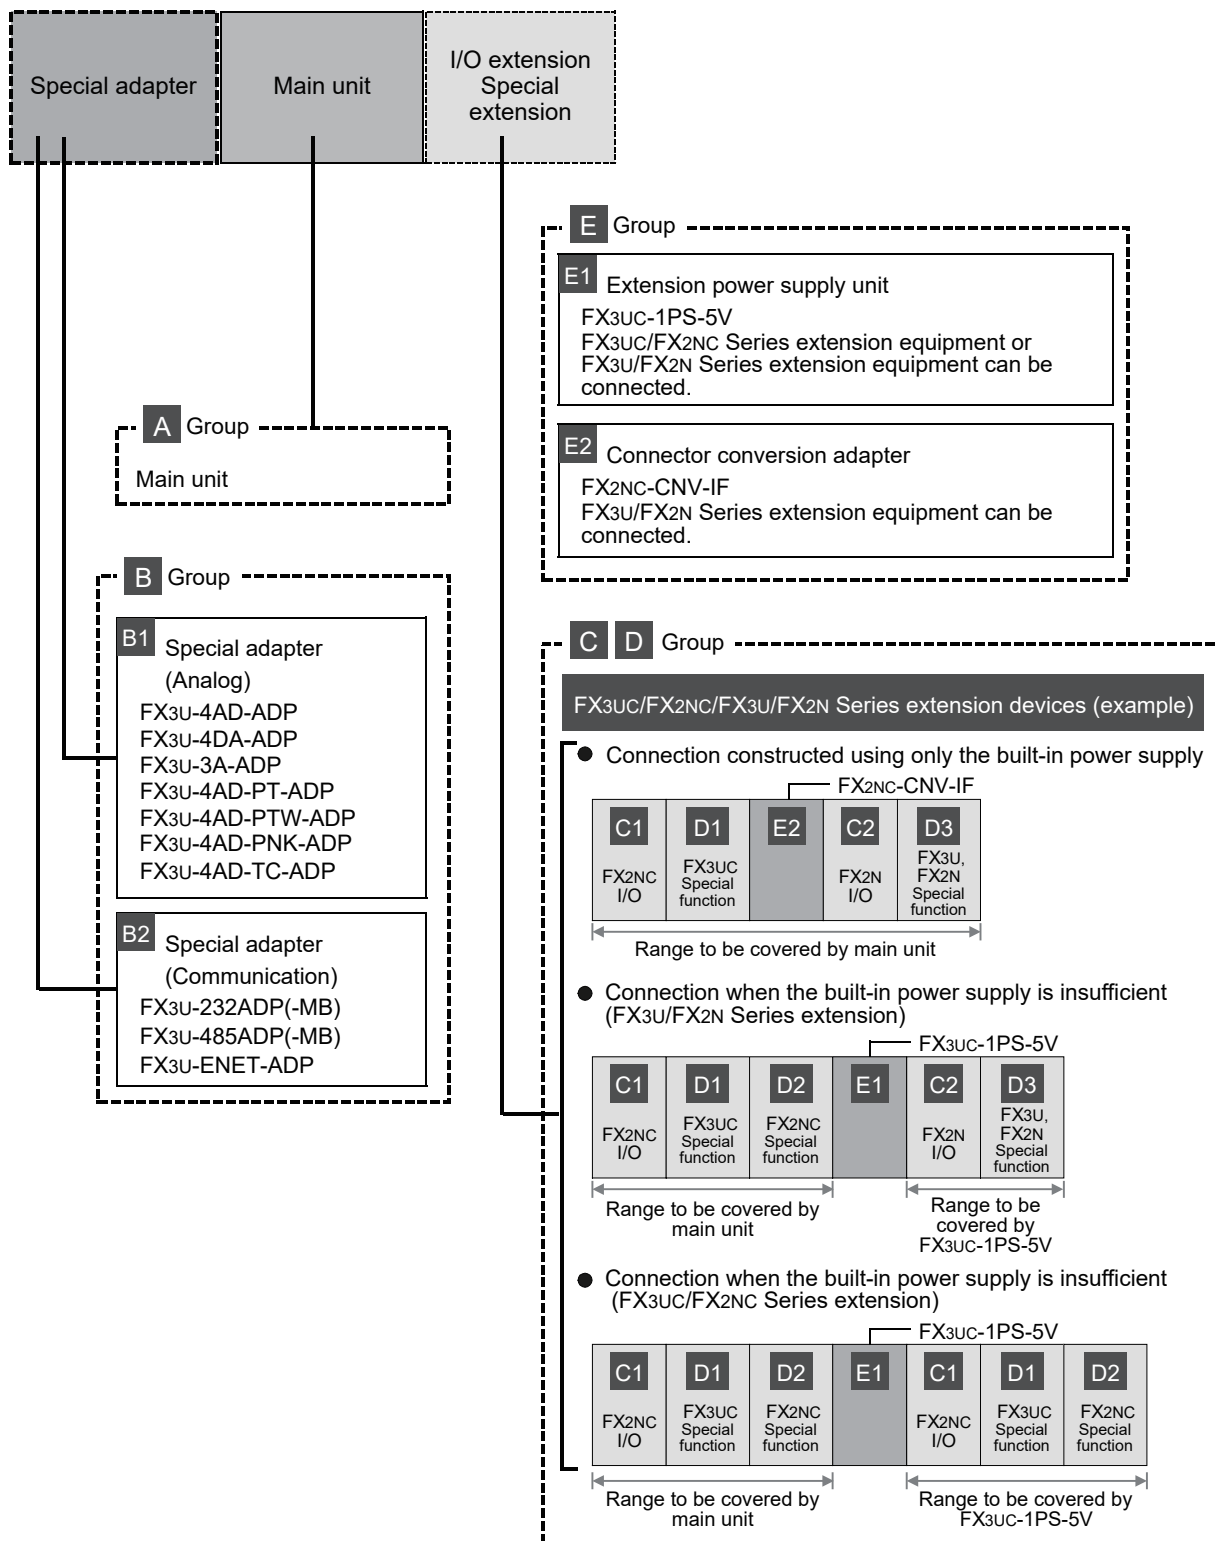 Special adapter
Main unit
I/O extension
Special
extension
E Group
E1 Extension power supply unit
FX3UC-1PS-5V
FX3UC/FX2NC Series extension equipment or
FX3U/FX2N Series extension equipment can be
connected.
E2 Connector conversion adapter
FX2NC-CNV-IF
FX3U/FX2N Series extension equipment can be
connected.
A Group
Main unit
B Group
B1 Special adapter
(Analog)
FX3U-4AD-ADP
FX3U-4DA-ADP
FX3U-3A-ADP
FX3U-4AD-PT-ADP
FX3U-4AD-PTW-ADP
FX3U-4AD-PNK-ADP
FX3U-4AD-TC-ADP
B2 Special adapter
(Communication)
FX3U-232ADP(-MB)
FX3U-485ADP(-MB)
FX3U-ENET-ADP
C D Group
FX3UC/FX2NC/FX3U/FX2N Series extension devices (example)
● Connection constructed using only the built-in power supply
FX2NC-CNV-IF
C1
FX2NC
I/O
D1
FX3UC
Special
function
E2
C2
FX2N
I/O
D3
FX3U,
FX2N
Special
function
Range to be covered by main unit
● Connection when the built-in power supply is insufficient
(FX3U/FX2N Series extension)
FX3UC-1PS-5V
C1
FX2NC
I/O
D1
FX3UC
Special
function
D2
FX2NC
Special
function
E1
C2
FX2N
I/O
D3
FX3U,
FX2N
Special
function
Range to be covered by
main unit
Range to be
covered by
FX3UC-1PS-5V
● Connection when the built-in power supply is insufficient
(FX3UC/FX2NC Series extension)
FX3UC-1PS-5V
C1
FX2NC
I/O
D1
FX3UC
Special
function
D2
FX2NC
Special
function
E1
C1
FX2NC
I/O
D1
FX3UC
Special
function
D2
FX2NC
Special
function
Range to be covered by
main unit
Range to be covered by
FX3UC-1PS-5V